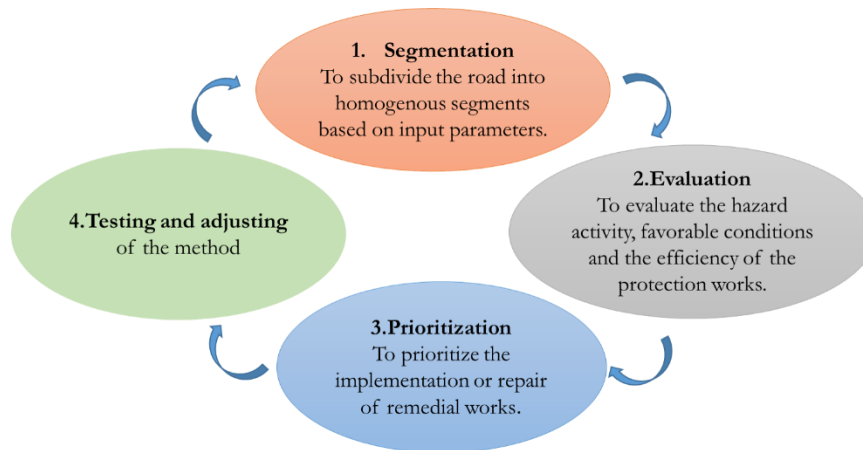 1. Segmentation
To subdivide the road into
homogenous segments
based on input parameters.
2.Evaluation
To evaluate the hazard
activity, favorable conditions
and the efficiency of the
protection works.
3.Prioritization
To prioritize the
implementation or repair
of remedial works.
4.Testing and adjusting
of the method